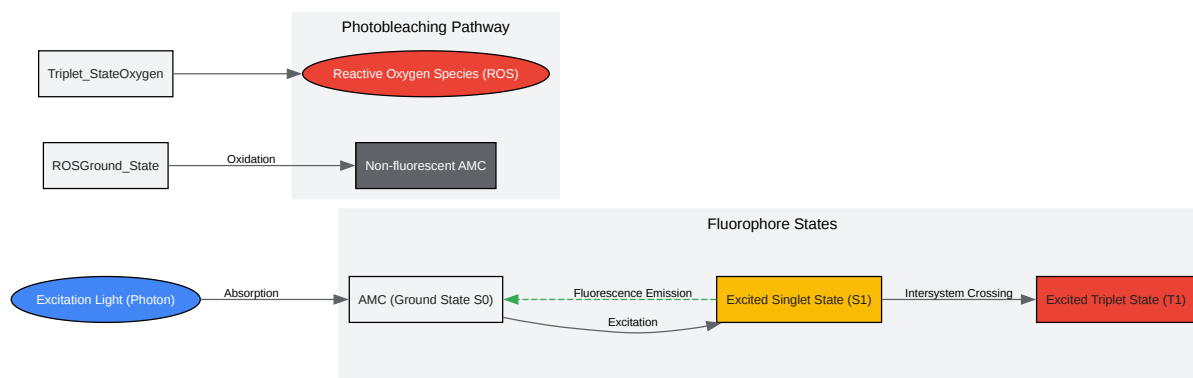 Photobleaching Pathway
Triplet_StateOxygen
Reactive Oxygen Species (ROS)
ROSGround_State
Oxidation
Non-fluorescent AMC
Fluorophore States
Excitation Light (Photon)
Absorption
AMC (Ground State S0)
Fluorescence Emission
Excitation
Excited Singlet State (S1)
Intersystem Crossing
Excited Triplet State (T1)